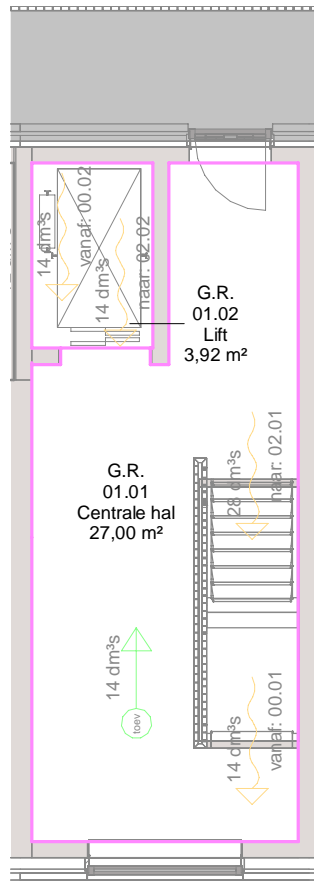 14 dm³s
vanaf: 00.02
14 dm³s
naar: 02.02
G.R.
01.02
Lift
3,92 m²
G.R.
01.01
Centrale hal
27,00 m²
28 dm³s
naar: 02.01
14 dm³s
toev
14 dm³s
vanaf: 00.01